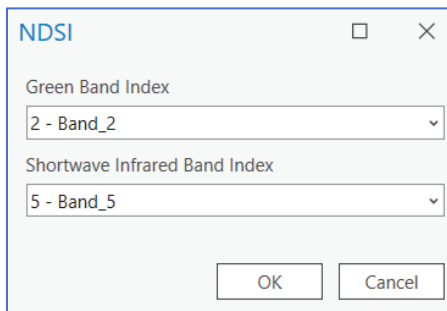 NDSI
Green Band Index
2 - Band_2
Shortwave Infrared Band Index
5 - Band_5
OK Cancel